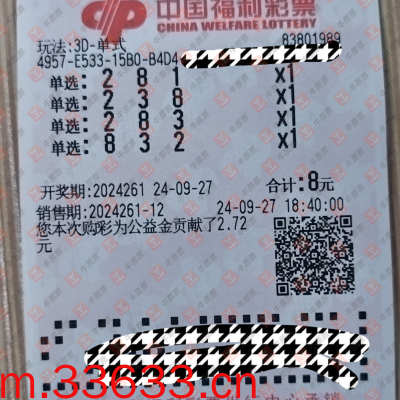 中国福利彩票
CHINA WELFARE LOTTERY
玩法:3D-单式 83801989
4957-E533-15B0-B4D4
单选: 2 8 1 x1
单选: 2 3 8 x1
单选: 2 8 3 x1
单选: 8 3 2 x1
开奖期:2024261 24-09-27 合计:8元
销售期:2024261-12 24-09-27 18:40:00
您本次购彩为公益金贡献了2.72
元
m.33633.cn